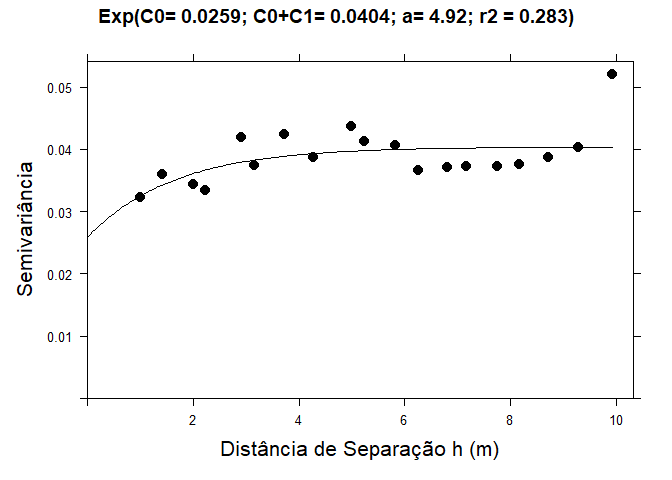 Exp(C0= 0.0259; C0+C1= 0.0404; a= 4.92; r2 = 0.283)
0.05
0.04
0.03
0.02
0.01
Semivariância
2 4 6 8 10
Distância de Separação h (m)